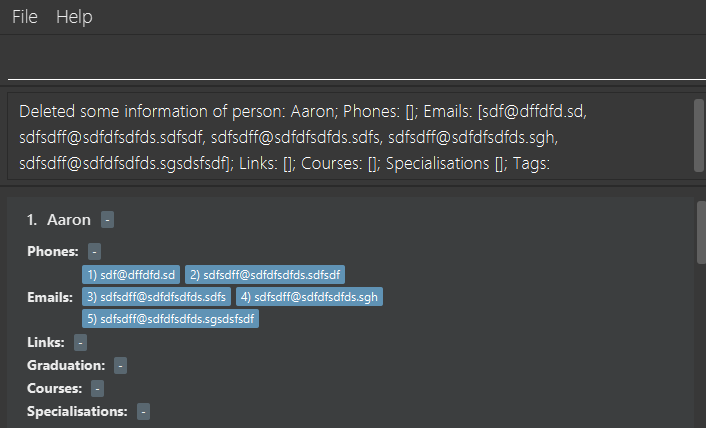 File Help
Deleted some information of person: Aaron; Phones: []; Emails: [sdf@dffdfd.sd,
sdfsdff@sdfdfsdfds.sdfsdf, sdfsdff@sdfdfsdfds.sdfs, sdfsdff@sdfdfsdfds.sgh,
sdfsdff@sdfdfsdfds.sgsdsfsdf]; Links: []; Courses: []; Specialisations []; Tags:
1. Aaron -
Phones: -
1) sdf@dffdfd.sd 2) sdfsdff@sdfdfsdfds.sdfsdf
Emails: 3) sdfsdff@sdfdfsdfds.sdfs 4) sdfsdff@sdfdfsdfds.sgh
5) sdfsdff@sdfdfsdfds.sgsdsfsdf
Links: -
Graduation: -
Courses: -
Specialisations: -